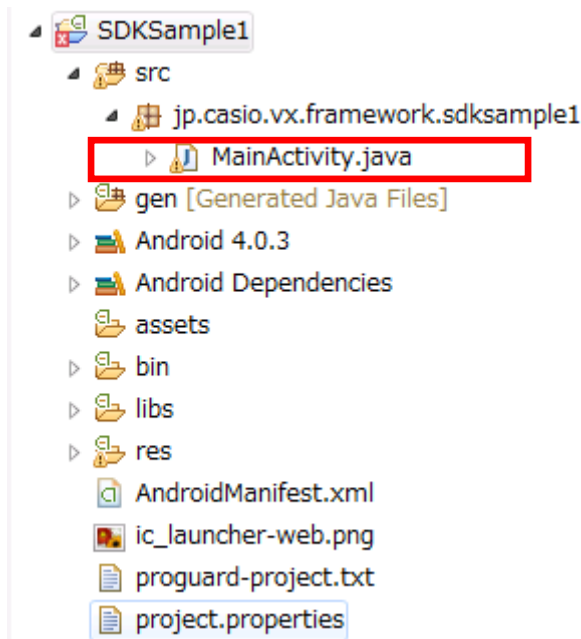 SDKSample1
src
jp.casio.vx.framework.sdksample1
MainActivity.java
gen [Generated Java Files]
Android 4.0.3
Android Dependencies
assets
bin
libs
res
AndroidManifest.xml
ic_launcher-web.png
proguard-project.txt
project.properties